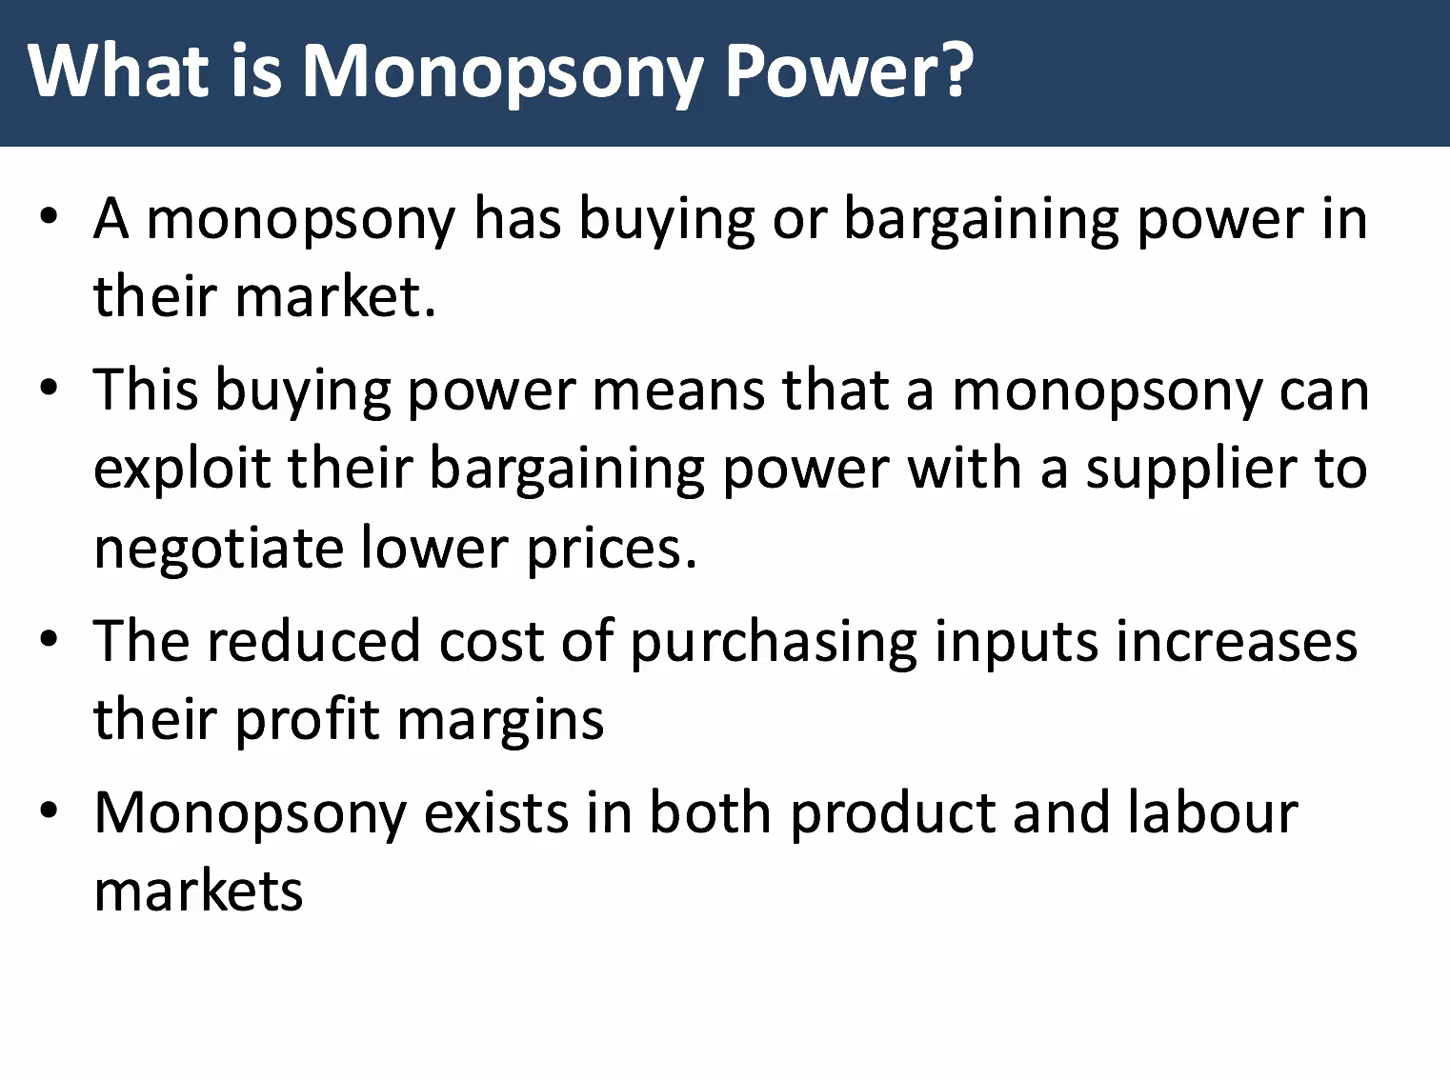 What is Monopsony Power?
• A monopsony has buying or bargaining power in
their market.
• This buying power means that a monopsony can
exploit their bargaining power with a supplier to
negotiate lower prices.
• The reduced cost of purchasing inputs increases
their profit margins
• Monopsony exists in both product and labour
markets